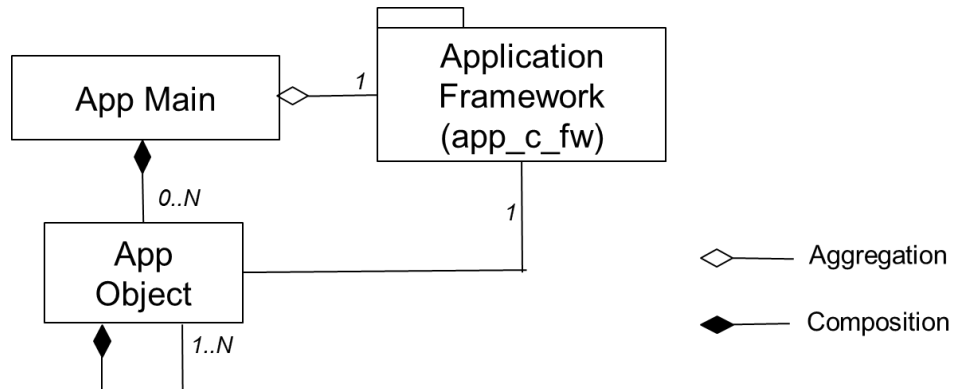 Application
Framework
(app_c_fw)
App Main
1
0..N
1
App
Object
Aggregation
Composition
1..N